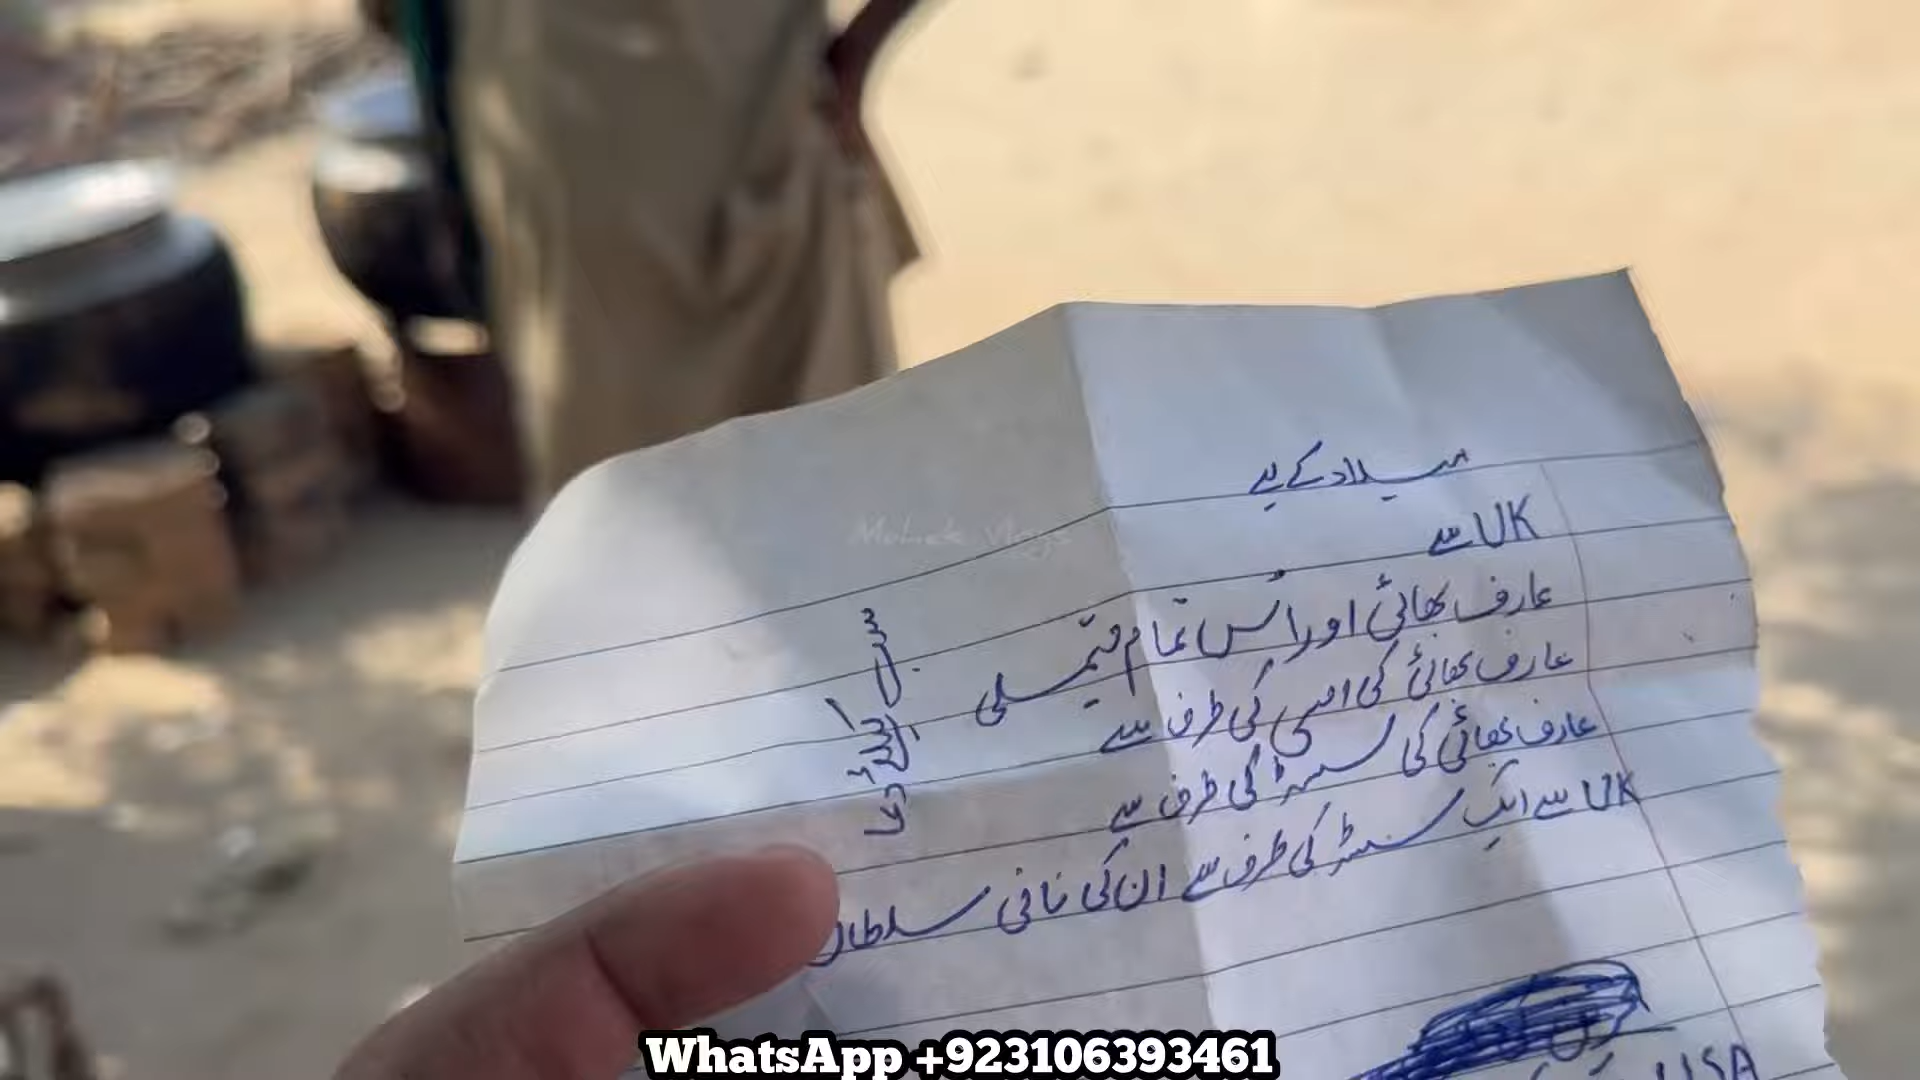 میلاد کے لیے
UK سے
عارف بھائی اور اس تمام فیملی
عارف بھائی کی امی کی طرف سے
عارف بھائی کی سسٹر کی طرف سے
UK سے ایک سسٹر کی طرف سے ان کی نانی
سب
دعا
USA
WhatsApp +923106393461